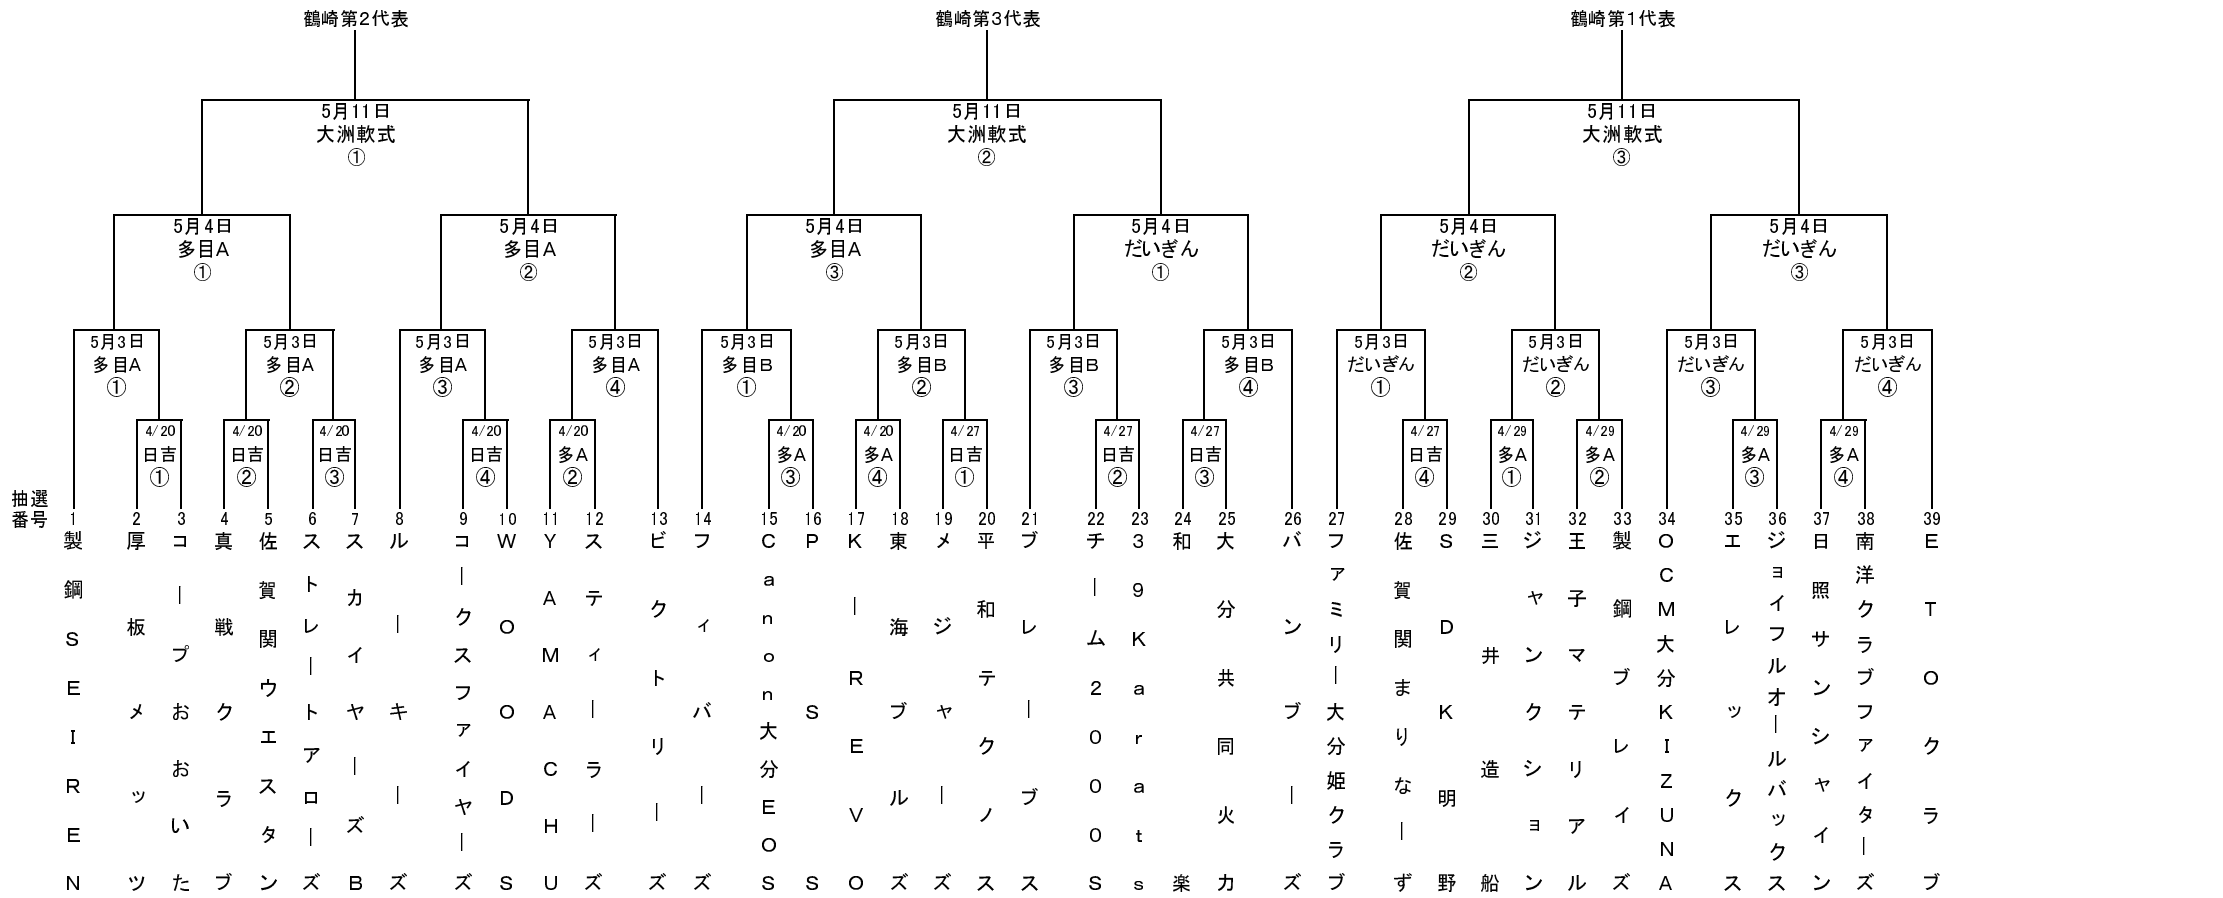 鶴崎第2代表 鶴崎第3代表 鶴崎第1代表
5月11日 5月11日 5月11日
大洲軟式 大洲軟式 大洲軟式
① ② ③
5月4日 5月4日 5月4日 5月4日 5月4日 5月4日
多目A 多目A 多目A だいぎん だいぎん だいぎん
① ② ③ ① ② ③
5月3日 5月3日 5月3日 5月3日 5月3日 5月3日 5月3日 5月3日 5月3日 5月3日 5月3日 5月3日
多目A 多目A 多目A 多目A 多目B 多目B 多目B 多目B だいぎん だいぎん だいぎん だいぎん
① ② ③ ④ ① ② ③ ④ ① ② ③ ④
4/20 4/20 4/20 4/20 4/20 4/20 4/20 4/27 4/27 4/27 4/27 4/29 4/29 4/29 4/29
日吉 日吉 日吉 日吉 多A 多A 多A 日吉 日吉 日吉 日吉 多A 多A 多A 多A
① ② ③ ④ ② ③ ④ ① ② ③ ④ ① ② ③ ④
抽選
番号
1 製鋼SEIREN
2 厚板メッツ
3 コープおおいた
4 真戦クラブ
5 佐賀関ウエスタン
6 ストレートアローズ
7 スカイヤーズB
8 ルーキーズ
9 コークスファイヤーズ
10 WOODS
11 YAMACHU
12 スティーラーズ
13 ビクトリーズ
14 フィバーズ
15 Canon大分EOS
16 PSS
17 K-REVO
18 東海ブルズ
19 メジャーズ
20 平和テクノス
21 ブレーブス
22 チーム2000S
23 39Karats
24 和楽
25 大分共同火力
26 バンブーズ
27 ファミリー大分姫クラブ
28 佐賀関まりなーず
29 SDK明野
30 三井造船
31 ジャンクション
32 王子マテリアル
33 製鋼ブレイズ
34 OCM大分KIZUNA
35 エレックス
36 ジョイフルオールバックス
37 日照サンシャイン
38 南洋クラブファイターズ
39 ETOクラブ